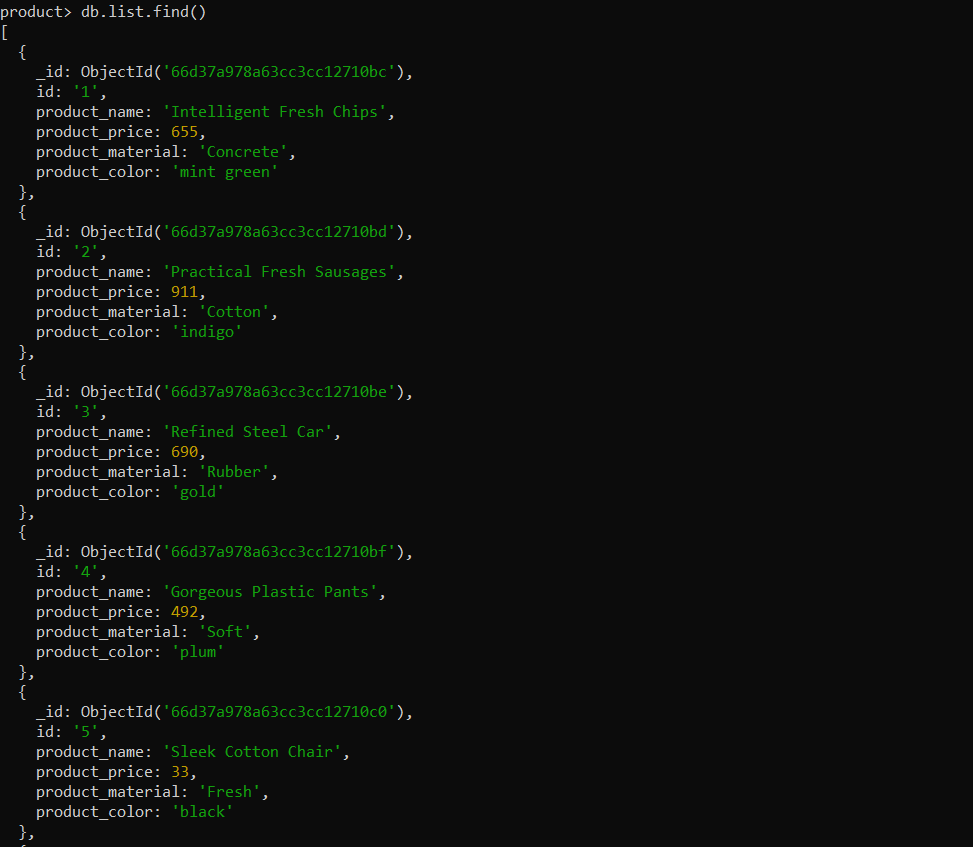 product> db.list.find()
[
  {
    _id: ObjectId('66d37a978a63cc3cc12710bc'),
    id: '1',
    product_name: 'Intelligent Fresh Chips',
    product_price: 655,
    product_material: 'Concrete',
    product_color: 'mint green'
  },
  {
    _id: ObjectId('66d37a978a63cc3cc12710bd'),
    id: '2',
    product_name: 'Practical Fresh Sausages',
    product_price: 911,
    product_material: 'Cotton',
    product_color: 'indigo'
  },
  {
    _id: ObjectId('66d37a978a63cc3cc12710be'),
    id: '3',
    product_name: 'Refined Steel Car',
    product_price: 690,
    product_material: 'Rubber',
    product_color: 'gold'
  },
  {
    _id: ObjectId('66d37a978a63cc3cc12710bf'),
    id: '4',
    product_name: 'Gorgeous Plastic Pants',
    product_price: 492,
    product_material: 'Soft',
    product_color: 'plum'
  },
  {
    _id: ObjectId('66d37a978a63cc3cc12710c0'),
    id: '5',
    product_name: 'Sleek Cotton Chair',
    product_price: 33,
    product_material: 'Fresh',
    product_color: 'black'
  },